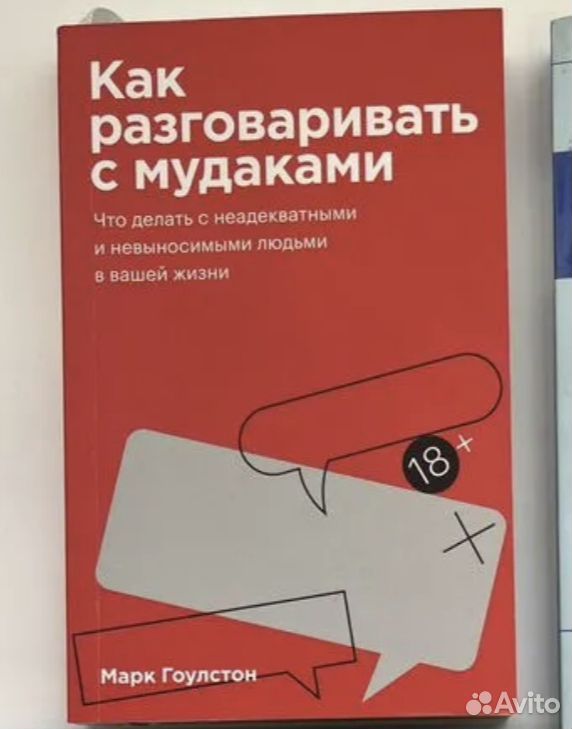 Как
разговаривать
с мудаками
Что делать с неадекватными
и невыносимыми людьми
в вашей жизни
18+
Марк Гоулстон
Avito